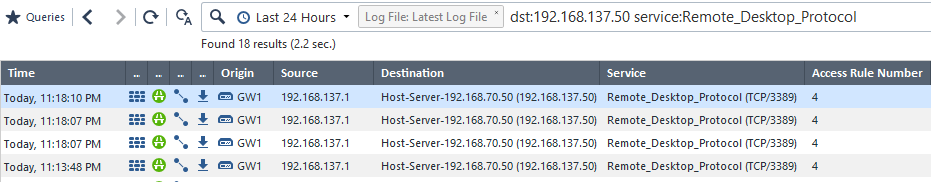 Queries Last 24 Hours Log File: Latest Log File × dst:192.168.137.50 service:Remote_Desktop_Protocol
Found 18 results (2.2 sec.)
Time ... ... ... ... Origin Source Destination Service Access Rule Number
Today, 11:18:10 PM GW1 192.168.137.1 Host-Server-192.168.70.50 (192.168.137.50) Remote_Desktop_Protocol (TCP/3389) 4
Today, 11:18:07 PM GW1 192.168.137.1 Host-Server-192.168.70.50 (192.168.137.50) Remote_Desktop_Protocol (TCP/3389) 4
Today, 11:18:07 PM GW1 192.168.137.1 Host-Server-192.168.70.50 (192.168.137.50) Remote_Desktop_Protocol (TCP/3389) 4
Today, 11:13:48 PM GW1 192.168.137.1 Host-Server-192.168.70.50 (192.168.137.50) Remote_Desktop_Protocol (TCP/3389) 4